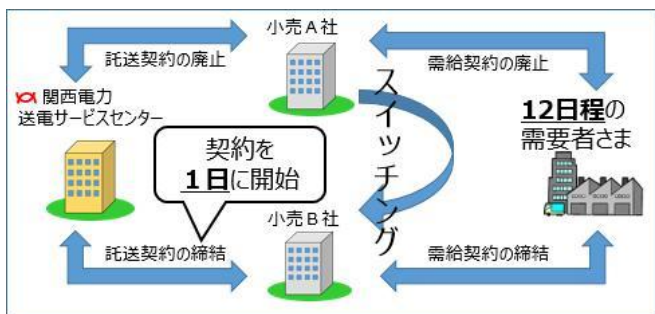 小売A社
託送契約の廃止
需給契約の廃止
関西電力
送電サービスセンター
スイッチング
12日程の
需要者さま
契約を
1日に開始
小売B社
託送契約の締結
需給契約の締結